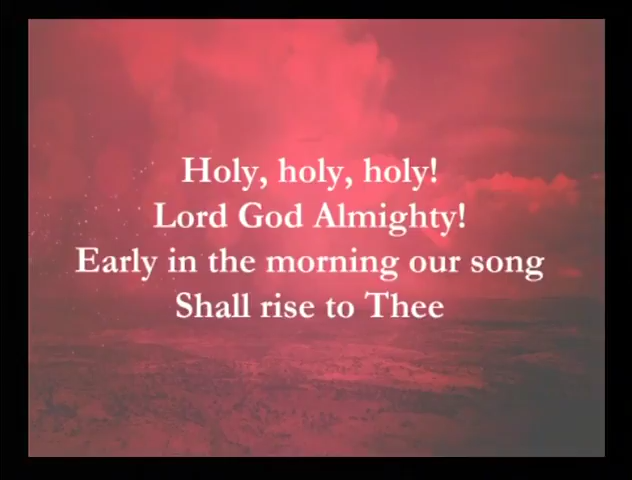 Holy, holy, holy!
Lord God Almighty!
Early in the morning our song
Shall rise to Thee